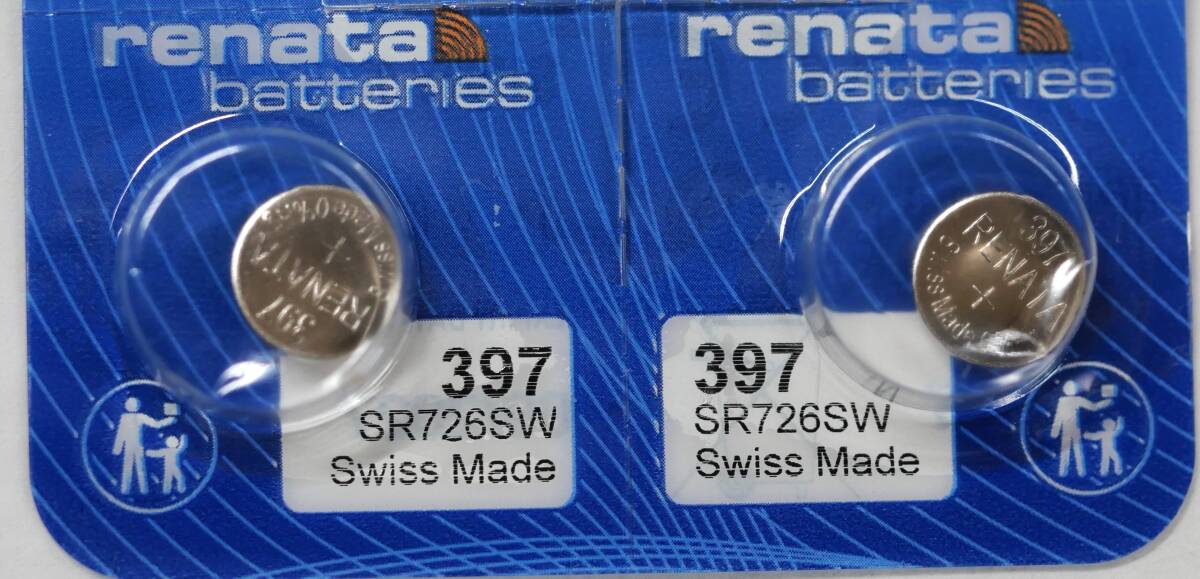 renata
batteries
397
SR726SW
Swiss Made
RENATA
397
+
renata
batteries
397
SR726SW
Swiss Made
397
RENATA
+